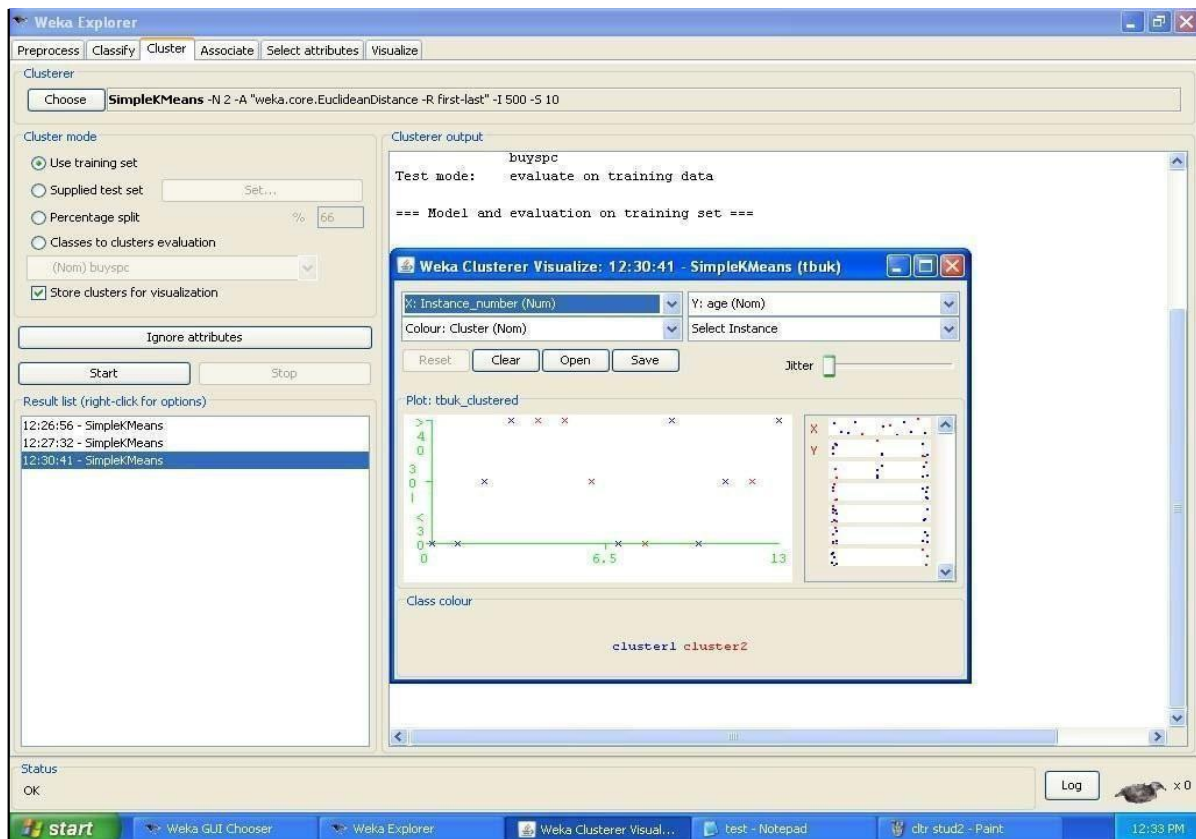 Weka Explorer
Preprocess Classify Cluster Associate Select attributes Visualize
Clusterer
Choose SimpleKMeans -N 2 -A "weka.core.EuclideanDistance -R first-last" -I 500 -S 10
Cluster mode
Use training set
Supplied test set Set...
Percentage split % 66
Classes to clusters evaluation
(Nom) buyspc
Store clusters for visualization
Ignore attributes
Start Stop
Result list (right-click for options)
12:26:56 - SimpleKMeans
12:27:32 - SimpleKMeans
12:30:41 - SimpleKMeans
Clusterer output
buyspc
Test mode: evaluate on training data
=== Model and evaluation on training set ===
Weka Clusterer Visualize: 12:30:41 - SimpleKMeans (tbuk)
X: Instance_number (Num) Y: age (Nom)
Colour: Cluster (Nom) Select Instance
Reset Clear Open Save Jitter
Plot: tbuk_clustered
>40
30-
<30
0 6.5 13
X
Y
Class colour
cluster1 cluster2
Status
OK
Log x 0
start Weka GUI Chooser Weka Explorer Weka Clusterer Visual... test - Notepad cltr stud2 - Paint 12:33 PM